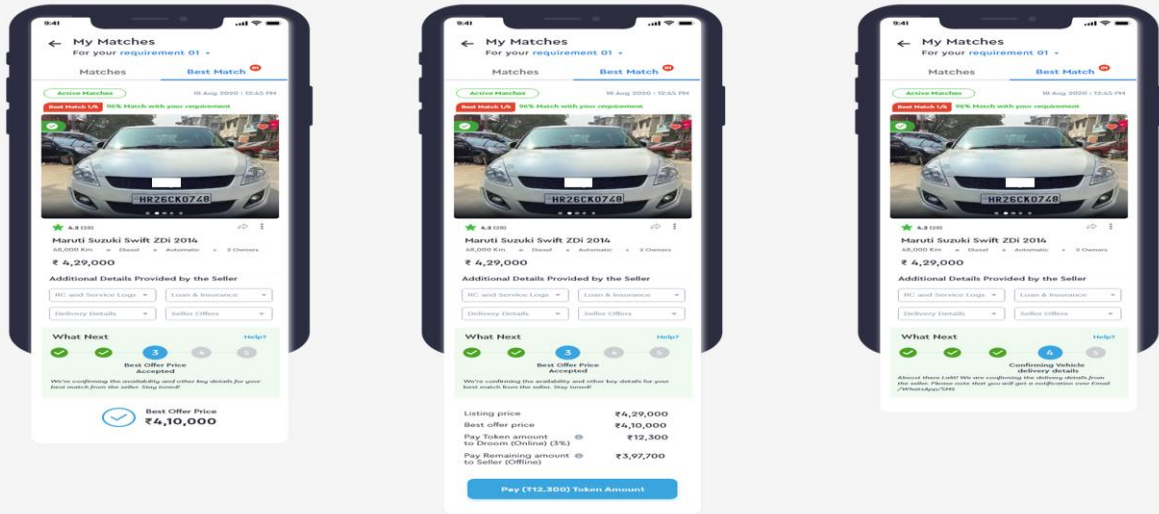 9:41
My Matches
For your requirement 01
Matches
Best Match
Active Matches
18 Aug 2020 : 12:45 PM
Best Match 1/5 96% Match with your requirement
HR26CK0748
4.3 (28)
Maruti Suzuki Swift ZDi 2014
68,000 Km Diesel Automatic 2 Owners
₹ 4,29,000
Additional Details Provided by the Seller
RC and Service Logs
Loan & Insurance
Delivery Details
Seller Offers
What Next
Help?
3 4 5
Best Offer Price
Accepted
We're confirming the availability and other key details for your
best match from the seller. Stay tuned!
Best Offer Price
₹4,10,000
9:41
My Matches
For your requirement 01
Matches
Best Match
Active Matches
18 Aug 2020 : 12:45 PM
Best Match 1/5 96% Match with your requirement
HR26CK0748
4.3 (28)
Maruti Suzuki Swift ZDi 2014
68,000 Km Diesel Automatic 2 Owners
₹ 4,29,000
Additional Details Provided by the Seller
RC and Service Logs
Loan & Insurance
Delivery Details
Seller Offers
What Next
Help?
3 4 5
Best Offer Price
Accepted
We're confirming the availability and other key details for your
best match from the seller. Stay tuned!
Listing price ₹4,29,000
Best offer price ₹4,10,000
Pay Token amount
to Droom (Online) (3%)
₹12,300
Pay Remaining amount
to Seller (Offline)
₹3,97,700
Pay (₹12,300) Token Amount
9:41
My Matches
For your requirement 01
Matches
Best Match
Active Matches
18 Aug 2020 : 12:45 PM
Best Match 1/5 96% Match with your requirement
HR26CK0748
4.3 (28)
Maruti Suzuki Swift ZDi 2014
68,000 Km Diesel Automatic 2 Owners
₹ 4,29,000
Additional Details Provided by the Seller
RC and Service Logs
Loan & Insurance
Delivery Details
Seller Offers
What Next
Help?
4 5
Confirming Vehicle
delivery details
Almost there Lalit! We are confirming the delivery details from
the seller. Please note that you will get a notification over Email
/WhatsApp/SMS